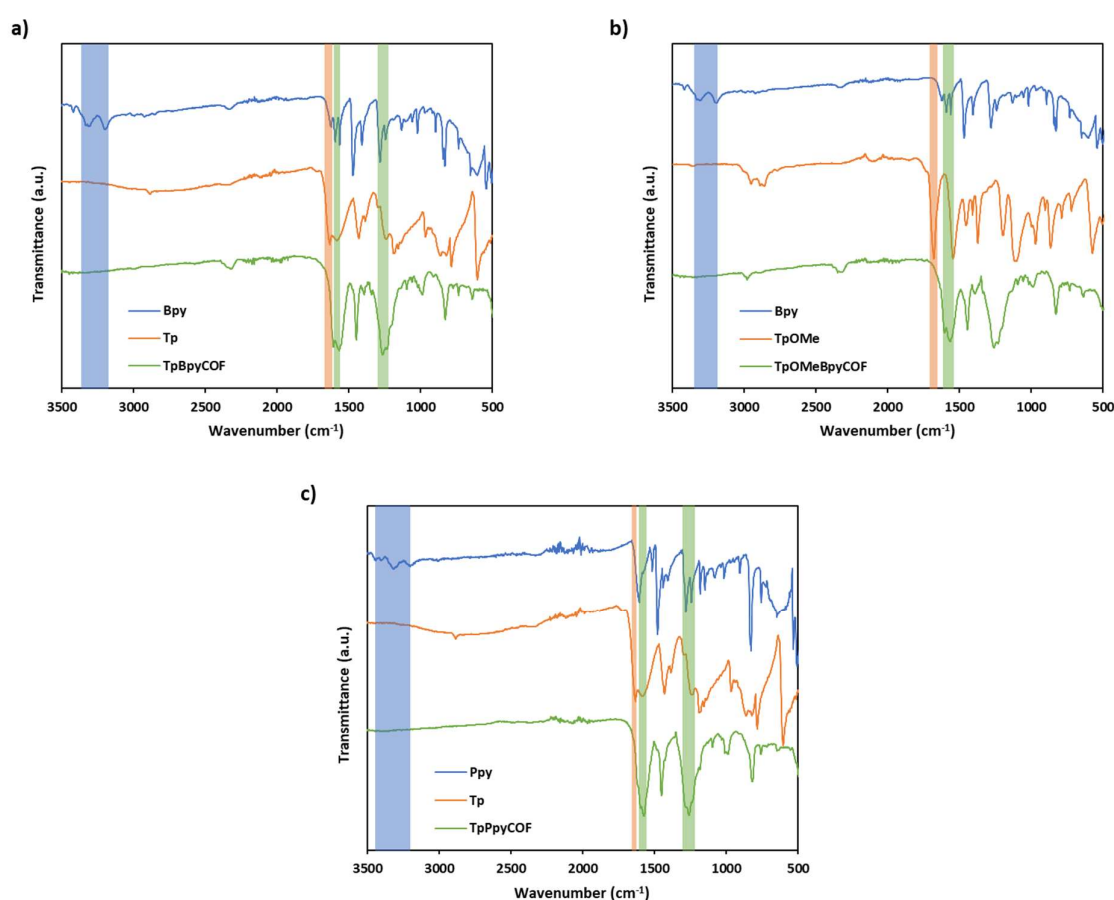 a)
Transmittance (a.u.)
Bpy
Tp
TpBpyCOF
3500 3000 2500 2000 1500 1000 500
Wavenumber (cm-1)
b)
Transmittance (a.u.)
Bpy
TpOMe
TpOMeBpyCOF
3500 3000 2500 2000 1500 1000 500
Wavenumber (cm-1)
c)
Transmittance (a.u.)
Ppy
Tp
TpPpyCOF
3500 3000 2500 2000 1500 1000 500
Wavenumber (cm-1)